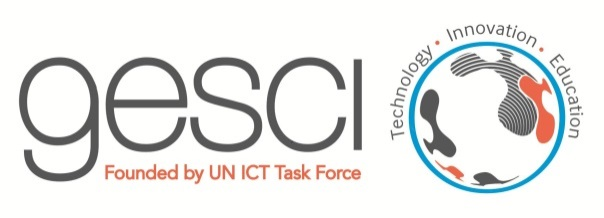 gesci
Founded by UN ICT Task Force
Technology • Innovation • Education